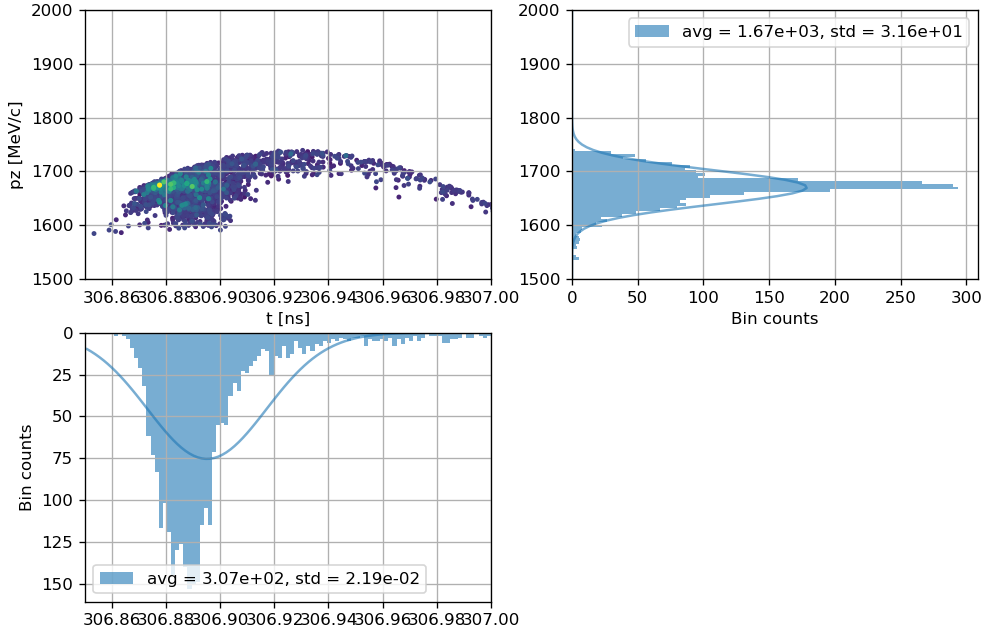 2000
1900
1800
1700
1600
1500
pz [MeV/c]
306.86 306.88 306.90 306.92 306.94 306.96 306.98 307.00
t [ns]
avg = 1.67e+03, std = 3.16e+01
2000
1900
1800
1700
1600
1500
0 50 100 150 200 250 300
Bin counts
0
25
50
75
100
125
150
Bin counts
avg = 3.07e+02, std = 2.19e-02
306.86 306.88 306.90 306.92 306.94 306.96 306.98 307.00